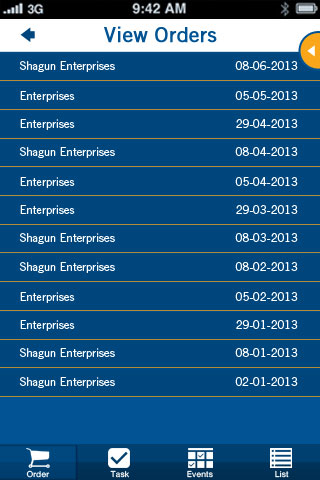 3G 9:42 AM
View Orders
Shagun Enterprises 08-06-2013
Enterprises 05-05-2013
Enterprises 29-04-2013
Shagun Enterprises 08-04-2013
Enterprises 05-04-2013
Enterprises 29-03-2013
Shagun Enterprises 08-03-2013
Shagun Enterprises 08-02-2013
Enterprises 05-02-2013
Enterprises 29-01-2013
Shagun Enterprises 08-01-2013
Shagun Enterprises 02-01-2013
Order Task Events List